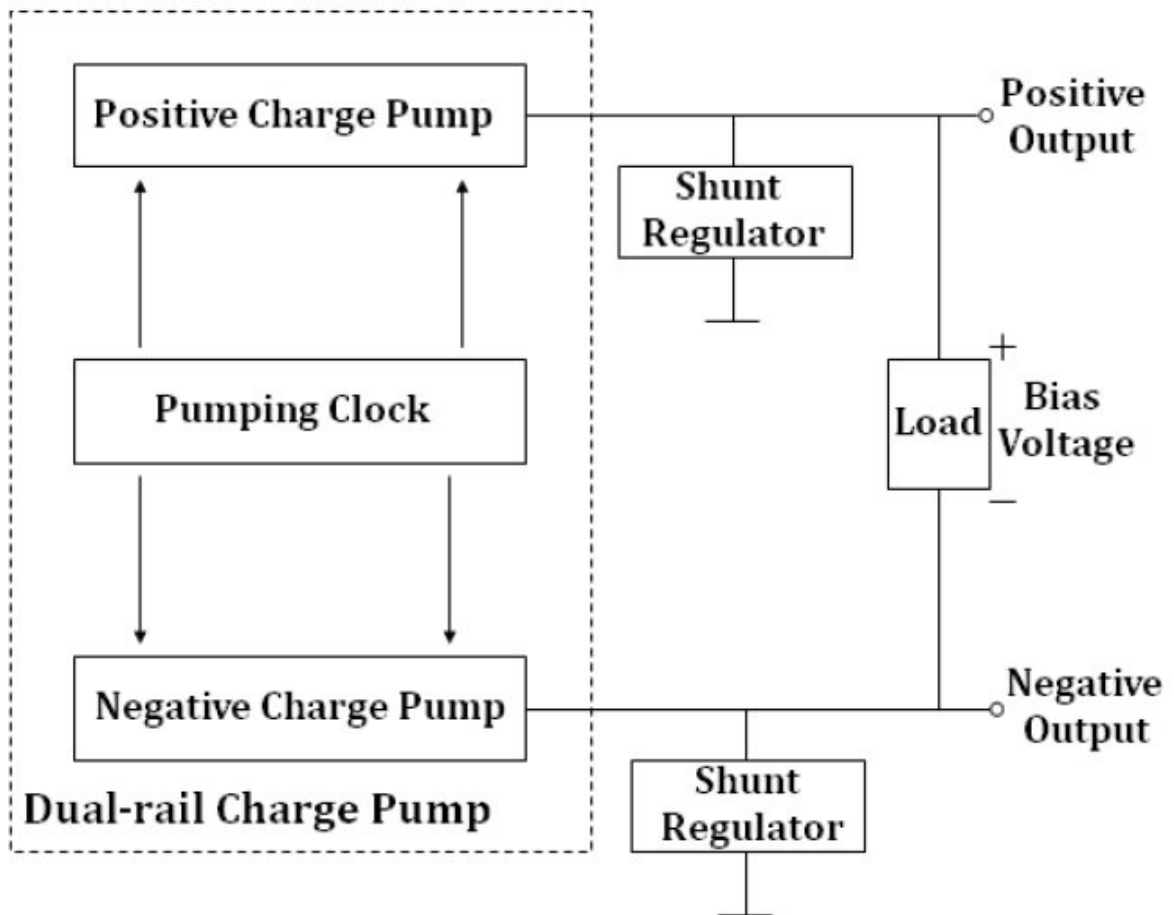 Positive Charge Pump
Positive
Output
Shunt
Regulator
Pumping Clock
+
Load
Bias
Voltage
−
Negative Charge Pump
Negative
Output
Shunt
Regulator
Dual-rail Charge Pump